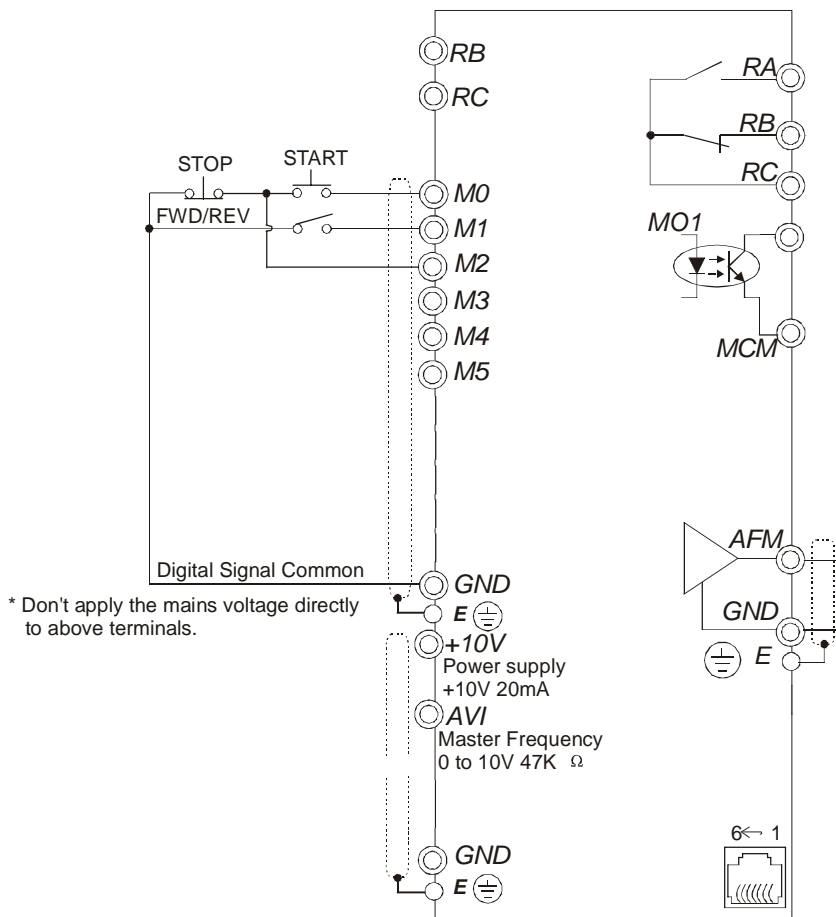 RB
RC
STOP
START
M0
FWD/REV
M1
M2
M3
M4
M5
Digital Signal Common
GND
* Don't apply the mains voltage directly
to above terminals.
E
+10V
Power supply
+10V 20mA
AVI
Master Frequency
0 to 10V 47K Ω
GND
E
RA
RB
RC
MO1
MCM
AFM
GND
E
6← 1